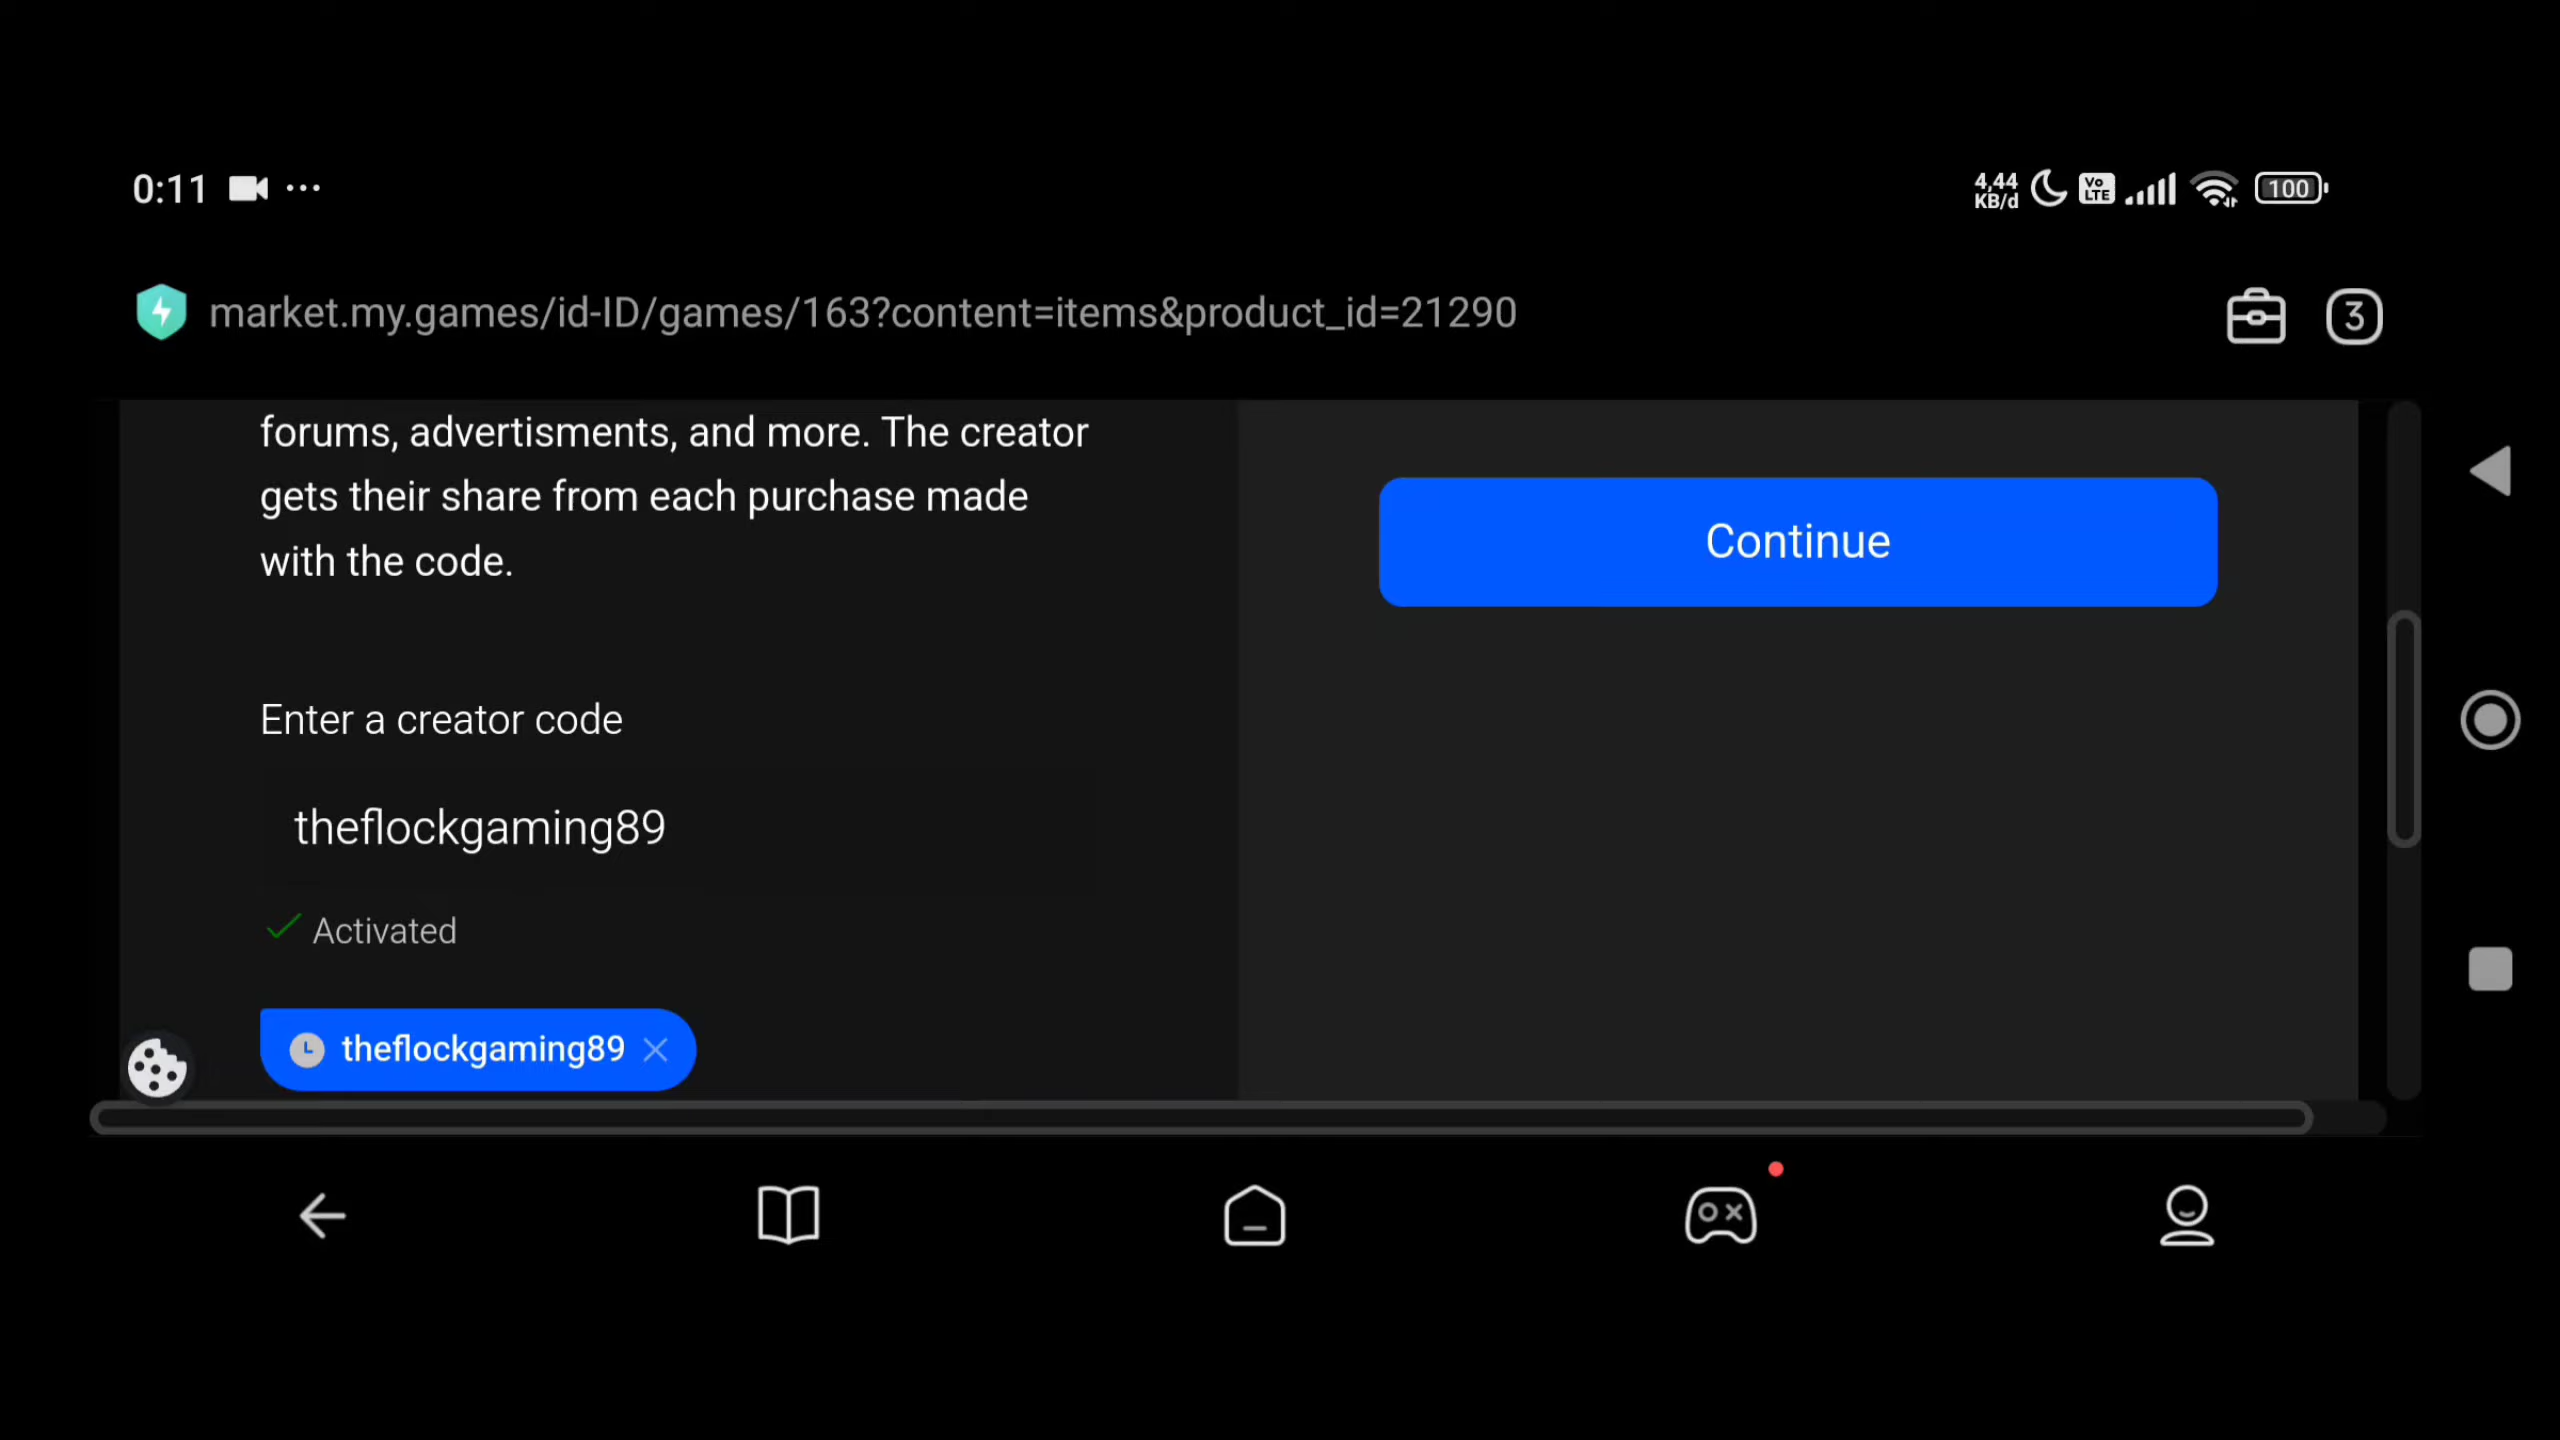 0:11
4,44
KB/d
Vo
LTE
100
market.my.games/id-ID/games/163?content=items&product_id=21290
3
forums, advertisments, and more. The creator
gets their share from each purchase made
with the code.
Continue
Enter a creator code
theflockgaming89
Activated
theflockgaming89